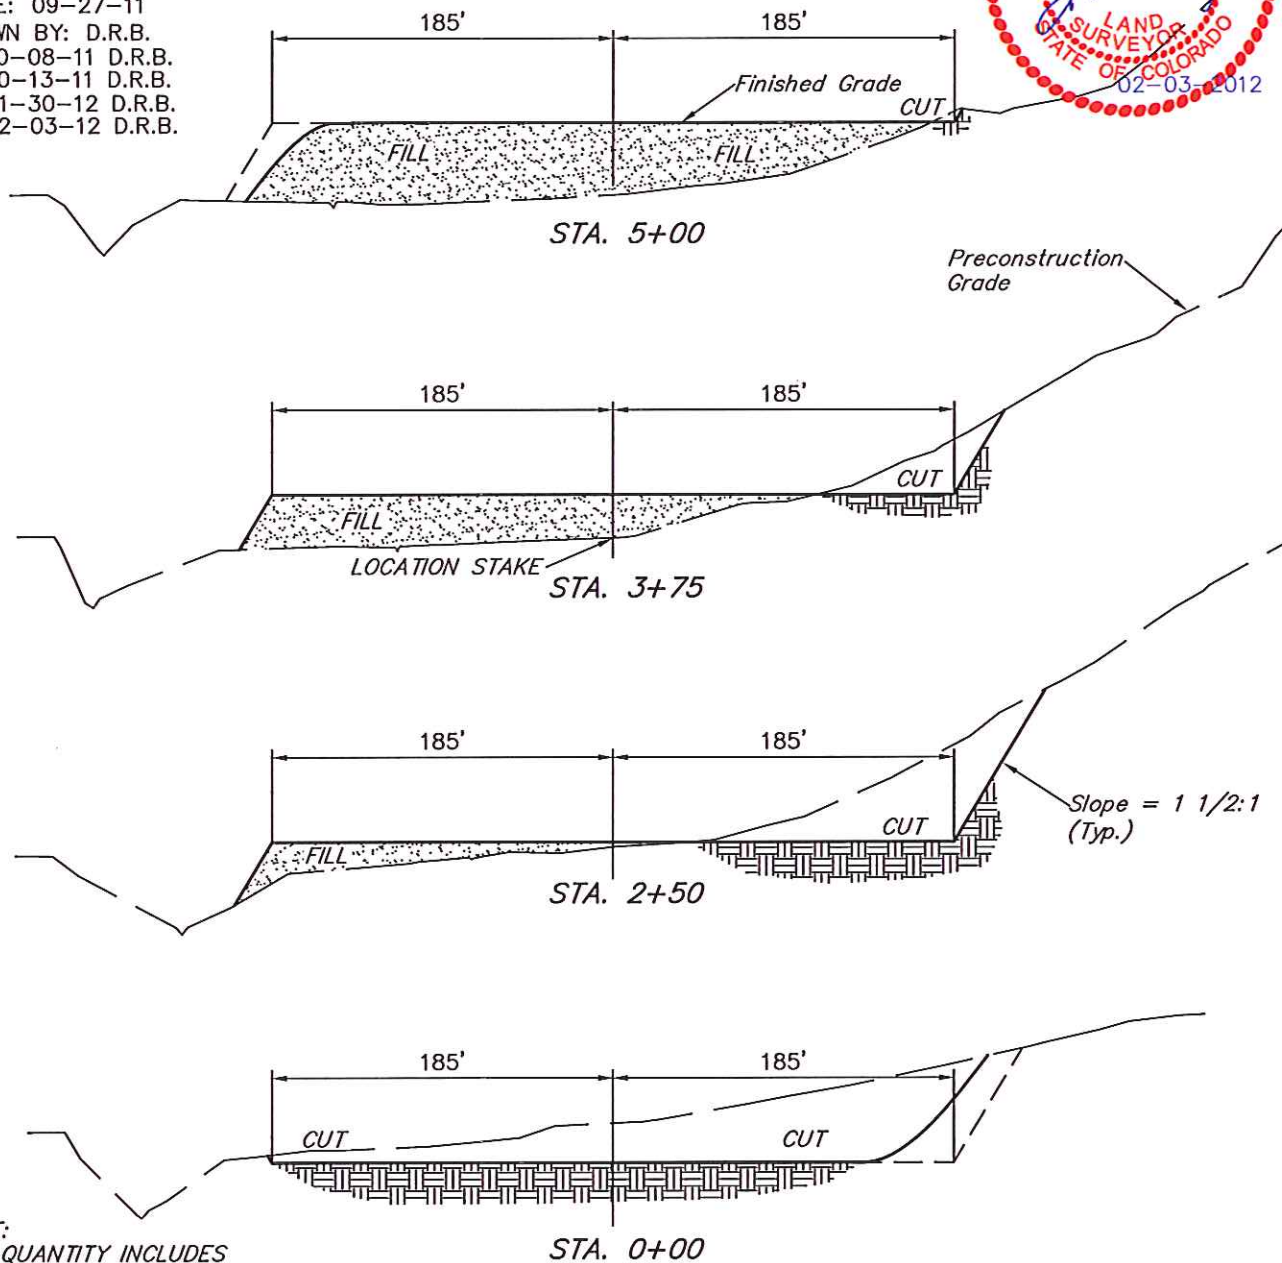 E: 09-27-11
WN BY: D.R.B.
0-08-11 D.R.B.
0-13-11 D.R.B.
1-30-12 D.R.B.
2-03-12 D.R.B.
LAND
SURVEYOR
STATE OF COLORADO
02-03-2012
185'
185'
Finished Grade
CUT
FILL
FILL
STA. 5+00
Preconstruction
Grade
185'
185'
CUT
FILL
LOCATION STAKE
STA. 3+75
185'
185'
Slope = 1 1/2:1
(Typ.)
CUT
FILL
STA. 2+50
185'
185'
CUT
CUT
QUANTITY INCLUDES
STA. 0+00